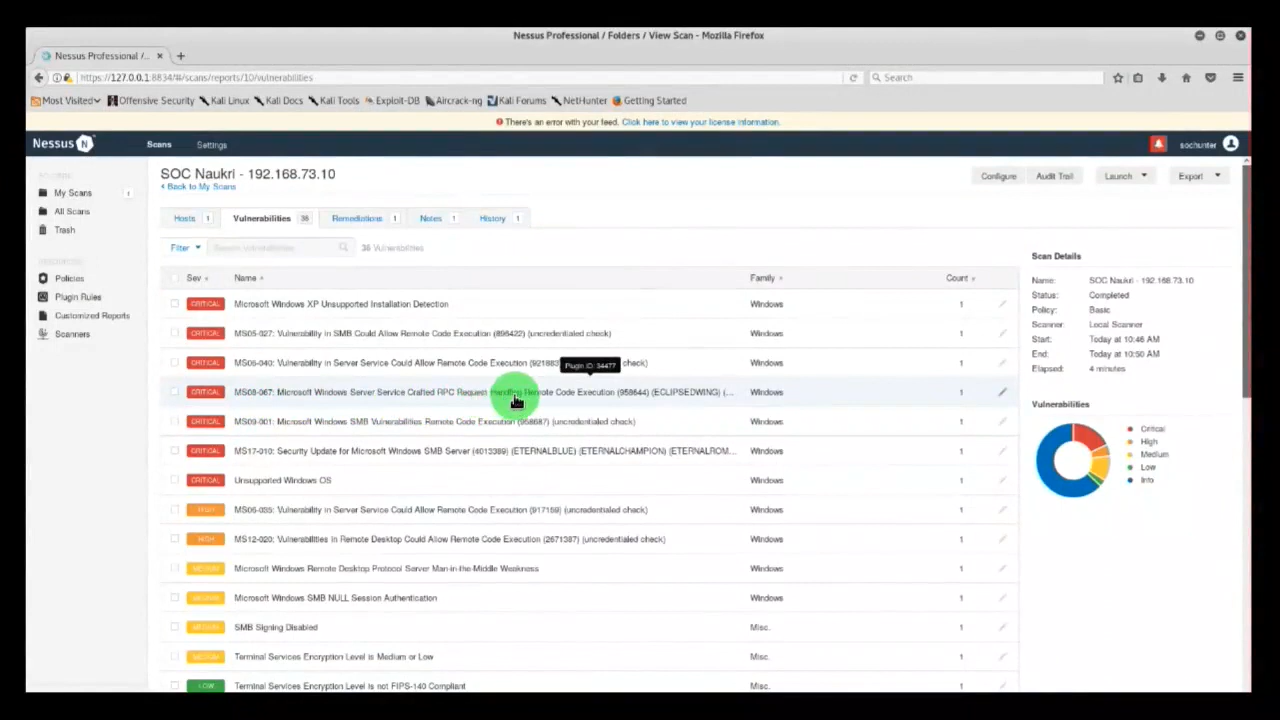 Nessus Professional / Folders / View Scan - Mozilla Firefox
Nessus Professional /... × +
https://127.0.0.1:8834/#/scans/reports/10/vulnerabilities Search
Most Visited Offensive Security Kali Linux Kali Docs Kali Tools Exploit-DB Aircrack-ng Kali Forums NetHunter Getting Started
There's an error with your feed. Click here to view your license information.
Nessus N Scans Settings sochunter
SOC Naukri - 192.168.73.10
Back to My Scans
Configure Audit Trail Launch Export
My Scans 1
All Scans
Trash
Policies
Plugin Rules
Customized Reports
Scanners
Hosts 1 Vulnerabilities 36 Remediations 1 Notes 1 History 1
Filter Search Vulnerabilities 36 Vulnerabilities
Sev Name Family Count
CRITICAL Microsoft Windows XP Unsupported Installation Detection Windows 1
CRITICAL MS05-027: Vulnerability in SMB Could Allow Remote Code Execution (896422) (uncredentialed check) Windows 1
CRITICAL MS06-040: Vulnerability in Server Service Could Allow Remote Code Execution (921883 check) Windows 1
Plugin ID: 34477
CRITICAL MS08-067: Microsoft Windows Server Service Crafted RPC Request Handling Remote Code Execution (958644) (ECLIPSEDWING) (... Windows 1
CRITICAL MS09-001: Microsoft Windows SMB Vulnerabilities Remote Code Execution (958687) (uncredentialed check) Windows 1
CRITICAL MS17-010: Security Update for Microsoft Windows SMB Server (4013389) (ETERNALBLUE) (ETERNALCHAMPION) (ETERNALROM... Windows 1
CRITICAL Unsupported Windows OS Windows 1
HIGH MS06-035: Vulnerability in Server Service Could Allow Remote Code Execution (917159) (uncredentialed check) Windows 1
HIGH MS12-020: Vulnerabilities in Remote Desktop Could Allow Remote Code Execution (2671387) (uncredentialed check) Windows 1
MEDIUM Microsoft Windows Remote Desktop Protocol Server Man-in-the-Middle Weakness Windows 1
MEDIUM Microsoft Windows SMB NULL Session Authentication Windows 1
MEDIUM SMB Signing Disabled Misc. 1
MEDIUM Terminal Services Encryption Level is Medium or Low Misc. 1
LOW Terminal Services Encryption Level is not FIPS-140 Compliant Misc. 1
Scan Details
Name: SOC Naukri - 192.168.73.10
Status: Completed
Policy: Basic
Scanner: Local Scanner
Start: Today at 10:46 AM
End: Today at 10:50 AM
Elapsed: 4 minutes
Vulnerabilities
Critical
High
Medium
Low
Info